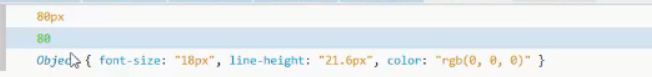 80px
80
Object { font-size: "18px", line-height: "21.6px", color: "rgb(0, 0, 0)" }